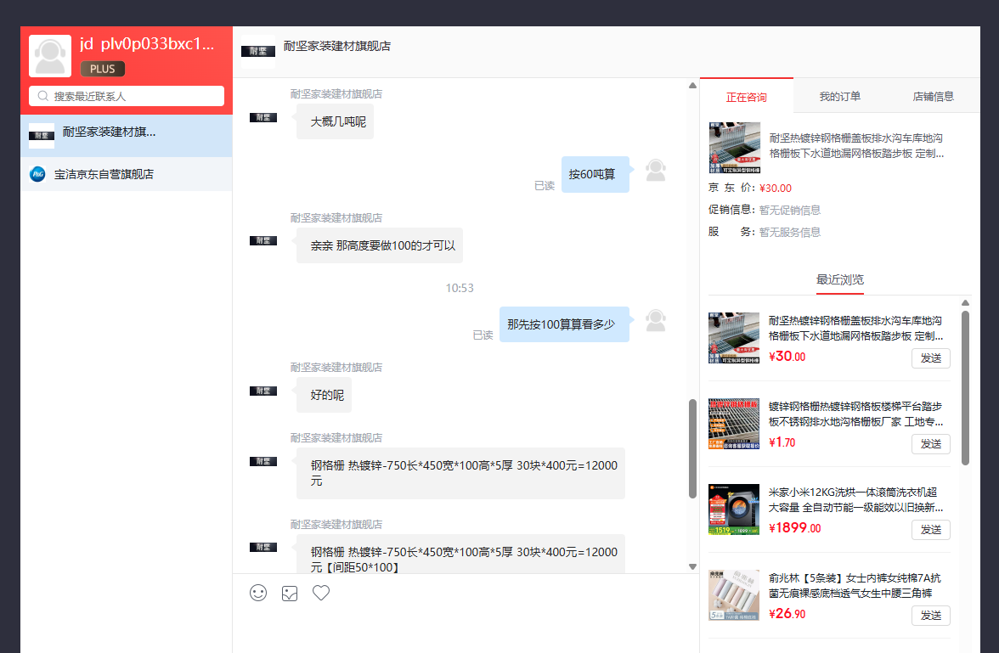 jd_plv0p033bxc1...
PLUS
搜索最近联系人
耐坚
耐坚家装建材旗...
P&G
宝洁京东自营旗舰店
耐坚
耐坚家装建材旗舰店
耐坚家装建材旗舰店
耐坚
大概几吨呢
已读
按60吨算
耐坚家装建材旗舰店
耐坚
亲亲 那高度要做100的才可以
10:53
已读
那先按100算算看多少
耐坚家装建材旗舰店
耐坚
好的呢
耐坚家装建材旗舰店
耐坚
钢格栅 热镀锌-750长*450宽*100高*5厚 30块*400元=12000
元
耐坚家装建材旗舰店
耐坚
钢格栅 热镀锌-750长*450宽*100高*5厚 30块*400元=12000
元【间距50*100】
正在咨询
我的订单
店铺信息
耐坚热镀锌钢格栅盖板排水沟车库地沟
格栅板下水道地漏网格板踏步板 定制...
京 东 价: ¥30.00
促销信息: 暂无促销信息
服 务: 暂无服务信息
最近浏览
耐坚热镀锌钢格栅盖板排水沟车库地沟
格栅板下水道地漏网格板踏步板 定制...
¥30.00
发送
镀锌钢格栅热镀锌钢格板楼梯平台踏步
板不锈钢排水地沟格栅板厂家 工地专...
¥1.70
发送
米家小米12KG洗烘一体滚筒洗衣机超
大容量 全自动节能一级能效以旧换新...
¥1899.00
发送
俞兆林【5条装】女士内裤女纯棉7A抗
菌无痕裸感底档透气女生中腰三角裤
¥26.90
发送